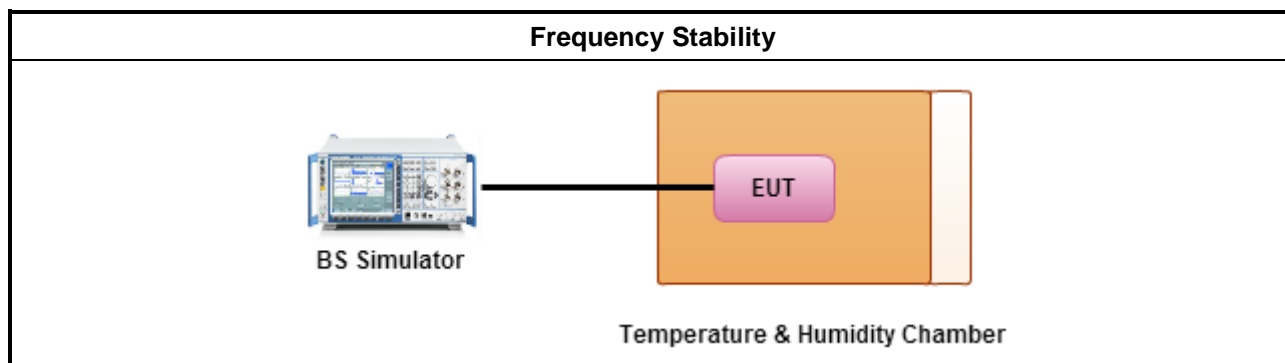 Frequency Stability
EUT
BS Simulator
Temperature & Humidity Chamber